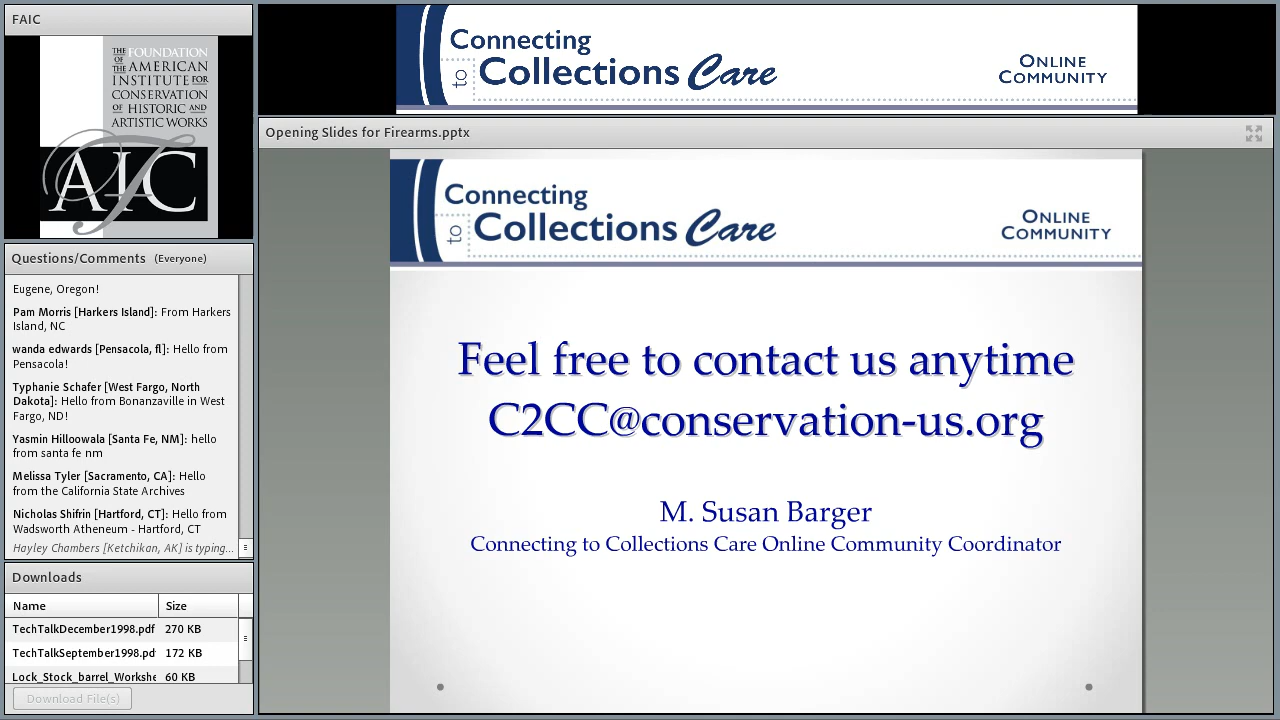 FAIC
THE FOUNDATION
OF THE AMERICAN
INSTITUTE FOR
CONSERVATION
OF HISTORIC AND
ARTISTIC WORKS
FAIC
Connecting
to Collections Care
ONLINE
COMMUNITY
Questions/Comments (Everyone)
Eugene, Oregon!
Pam Morris [Harkers Island]: From Harkers
Island, NC
wanda edwards [Pensacola, fl]: Hello from
Pensacola!
Typhanie Schafer [West Fargo, North
Dakota]: Hello from Bonanzaville in West
Fargo, ND!
Yasmin Hilloowala [Santa Fe, NM]: hello
from santa fe nm
Melissa Tyler [Sacramento, CA]: Hello
from the California State Archives
Nicholas Shifrin [Hartford, CT]: Hello from
Wadsworth Atheneum - Hartford, CT
Hayley Chambers [Ketchikan, AK] is typing...
Downloads
Name Size
TechTalkDecember1998.pdf 270 KB
TechTalkSeptember1998.pd 172 KB
Lock_Stock_barrel_Workshe 60 KB
Download File(s)
Opening Slides for Firearms.pptx
Connecting
to Collections Care
ONLINE
COMMUNITY
Feel free to contact us anytime
C2CC@conservation-us.org
M. Susan Barger
Connecting to Collections Care Online Community Coordinator